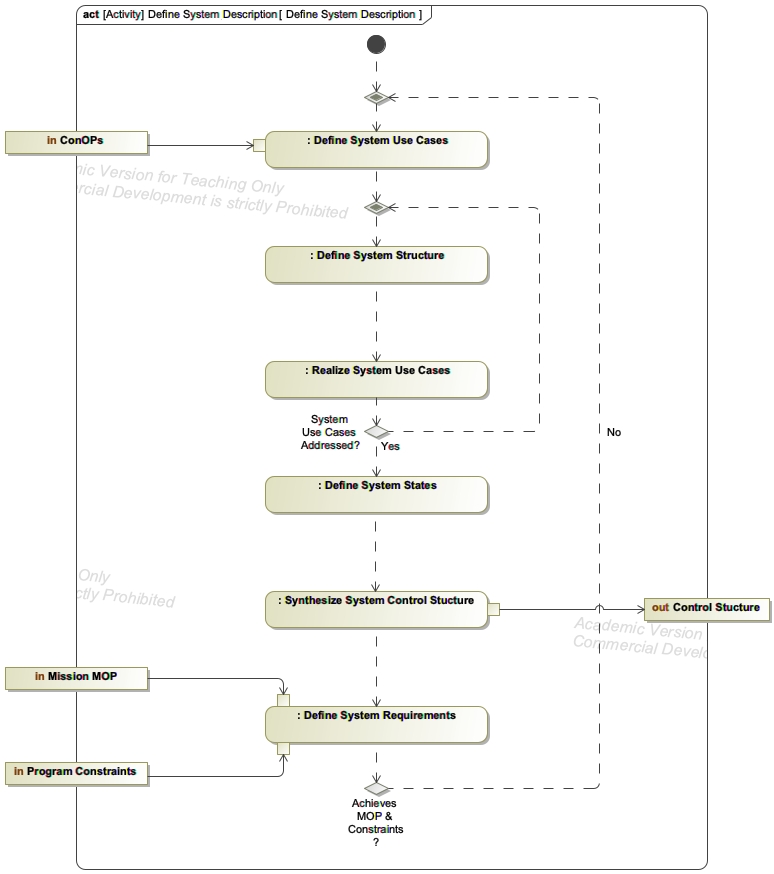 act [Activity] Define System Description [ Define System Description ]
in ConOPs
: Define System Use Cases
nic Version for Teaching Only
rcial Development is strictly Prohibited
: Define System Structure
: Realize System Use Cases
System
Use Cases
Addressed?
Yes
No
: Define System States
Only
ctly Prohibited
: Synthesize System Control Stucture
out Control Stucture
Academic Version
Commercial Develo
in Mission MOP
: Define System Requirements
in Program Constraints
Achieves
MOP &
Constraints
?